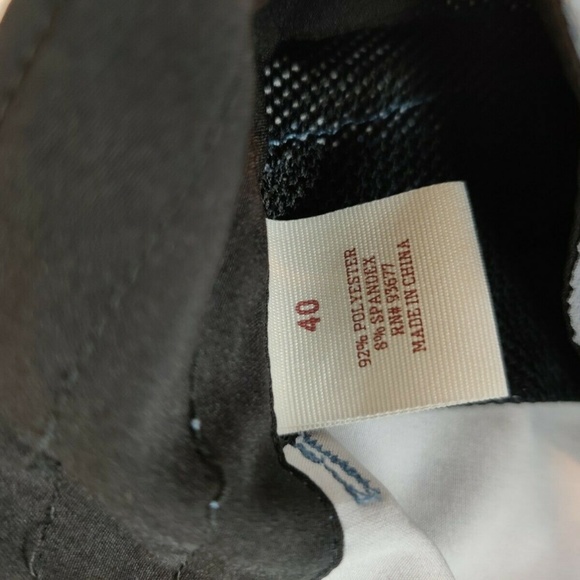 40
92% POLYESTER
8% SPANDEX
RN# 93677
MADE IN CHINA